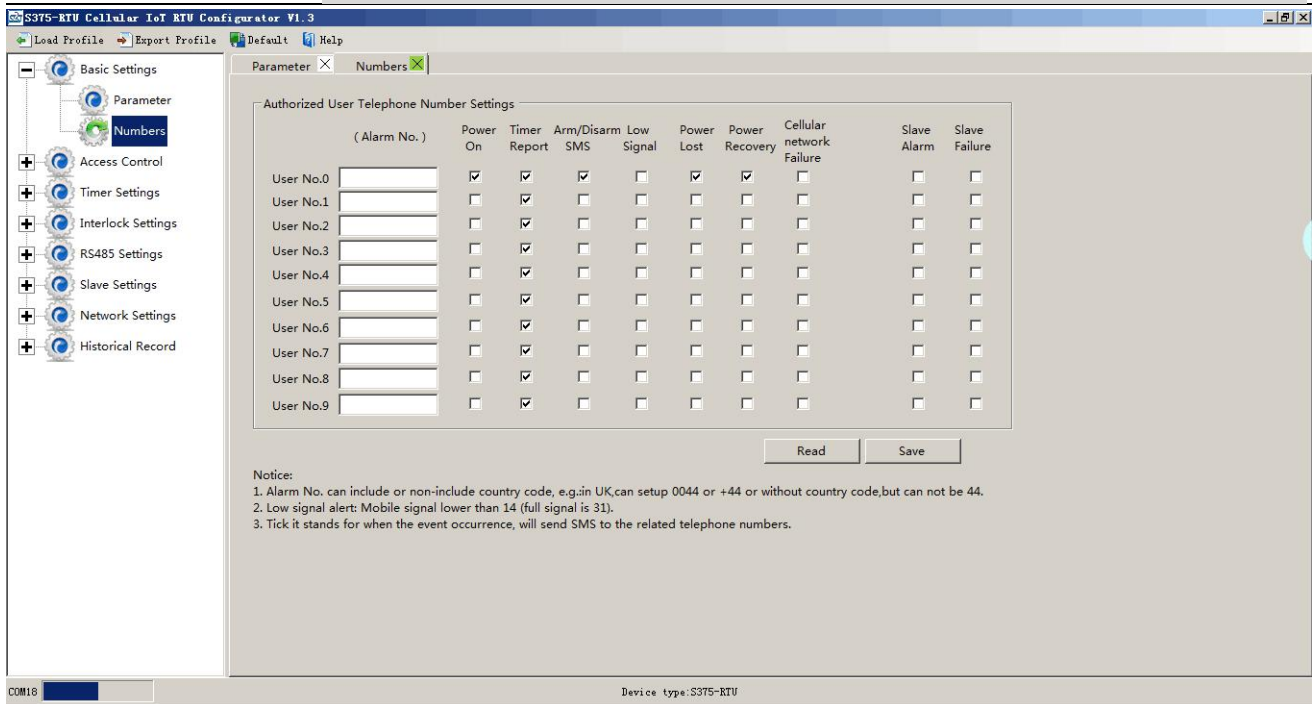 S375-RTU Cellular IoT RTU Configurator V1.3
Load Profile Export Profile Default Help
Basic Settings
Parameter
Numbers
Access Control
Timer Settings
Interlock Settings
RS485 Settings
Slave Settings
Network Settings
Historical Record
Parameter Numbers
Authorized User Telephone Number Settings
( Alarm No. )
Power On
Timer Report
Arm/Disarm SMS
Low Signal
Power Lost
Power Recovery
Cellular network Failure
Slave Alarm
Slave Failure
User No.0
User No.1
User No.2
User No.3
User No.4
User No.5
User No.6
User No.7
User No.8
User No.9
Read Save
Notice:
1. Alarm No. can include or non-include country code, e.g.:in UK,can setup 0044 or +44 or without country code,but can not be 44.
2. Low signal alert: Mobile signal lower than 14 (full signal is 31).
3. Tick it stands for when the event occurrence, will send SMS to the related telephone numbers.
COM18
Device type:S375-RTU